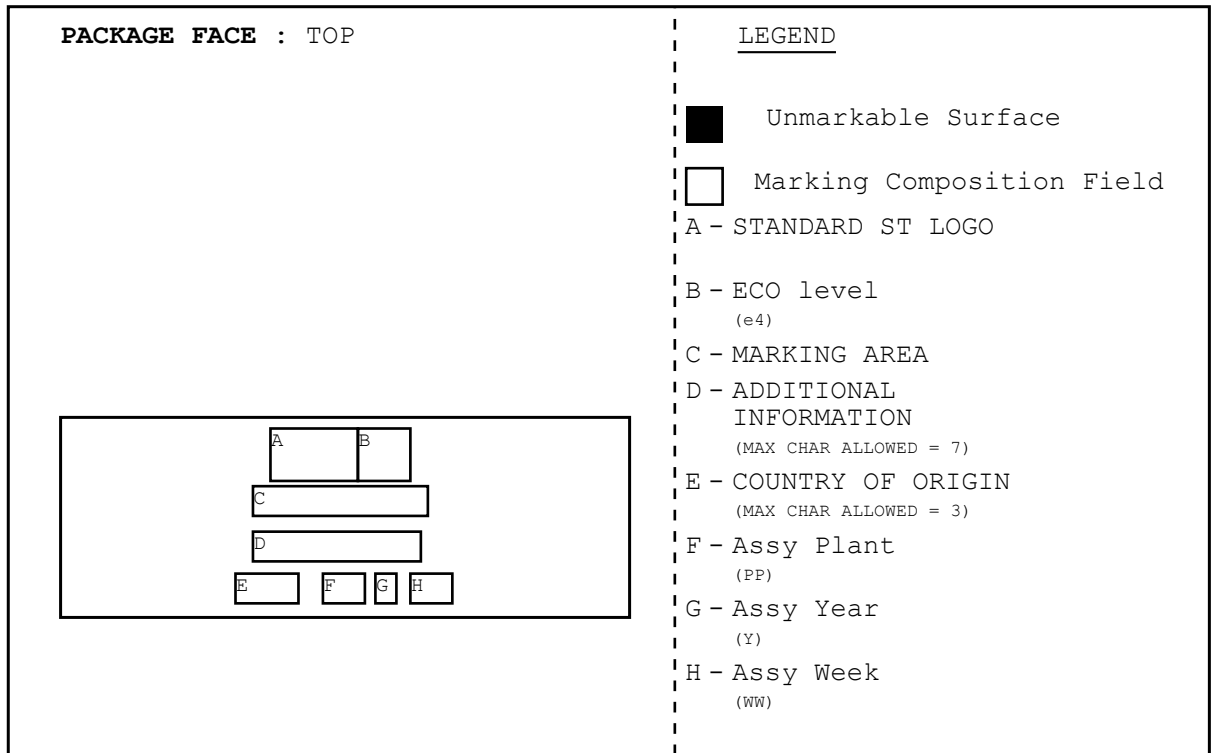 PACKAGE FACE : TOP
A
B
C
D
E
F
G
H
LEGEND
Unmarkable Surface
Marking Composition Field
A - STANDARD ST LOGO
B - ECO level
(e4)
C - MARKING AREA
D - ADDITIONAL
INFORMATION
(MAX CHAR ALLOWED = 7)
E - COUNTRY OF ORIGIN
(MAX CHAR ALLOWED = 3)
F - Assy Plant
(PP)
G - Assy Year
(Y)
H - Assy Week
(WW)